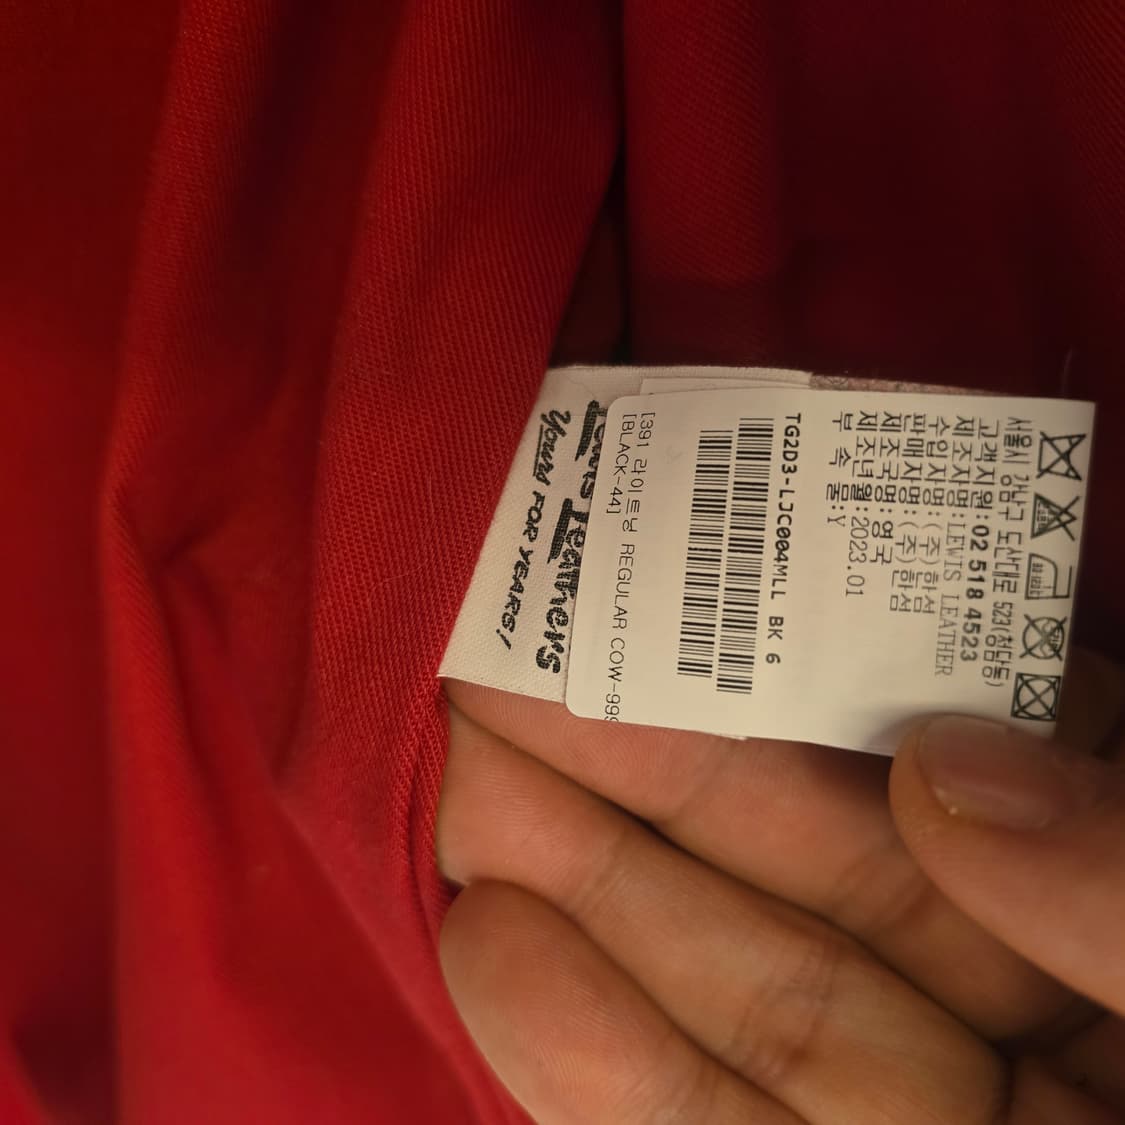 서울시 강남구 도산대로 523(청담동)
고객지원: 02 518 4523
제조자명: LEWIS LEATHER
수입자명: (주)한섬
판매자명: (주)한섬
제조국명: 영국
제조년월: 2023.01
부 속 물: Y
TG2D3-LJC004MLL BK 6
[391 라이트닝 REGULAR COW-999
[BLACK-44]
Lewis Leathers
Yours FOR YEARS!